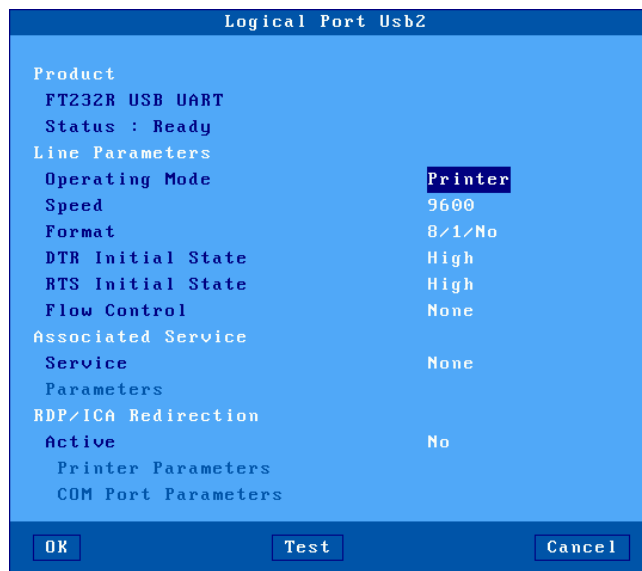 Logical Port Usb2
Product
FT232R USB UART
Status : Ready
Line Parameters
Operating Mode Printer
Speed 9600
Format 8/1/No
DTR Initial State High
RTS Initial State High
Flow Control None
Associated Service
Service None
Parameters
RDP/ICA Redirection
Active No
Printer Parameters
COM Port Parameters
OK Test Cancel